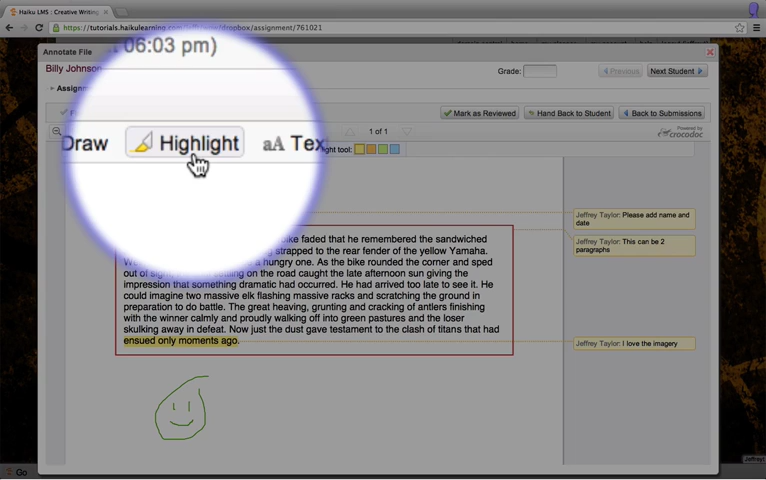 Haiku LMS : Creative Writing
https://tutorials.haikulearning.com/dropbox/assignment/761021
Annotate File
06:03 pm)
Billy Johnson
Grade:
Previous
Next Student
Assignm
Mark as Reviewed
Hand Back to Student
Back to Submissions
Draw
Highlight
aA Tex
1 of 1
Powered by
crocodoc
ght tool:
Jeffrey Taylor: Please add name and
date
Jeffrey Taylor: This can be 2
paragraphs
ike faded that he remembered the sandwiched
strapped to the rear fender of the yellow Yamaha.
a hungry one. As the bike rounded the corner and sped
out of on the road caught the late afternoon sun giving the
impression that something dramatic had occurred. He had arrived too late to see it. He
could imagine two massive elk flashing massive racks and scratching the ground in
preparation to do battle. The great heaving, grunting and cracking of antlers finishing
with the winner calmly and proudly walking off into green pastures and the loser
skulking away in defeat. Now just the dust gave testament to the clash of titans that had
ensued only moments ago.
Jeffrey Taylor: I love the imagery
Go